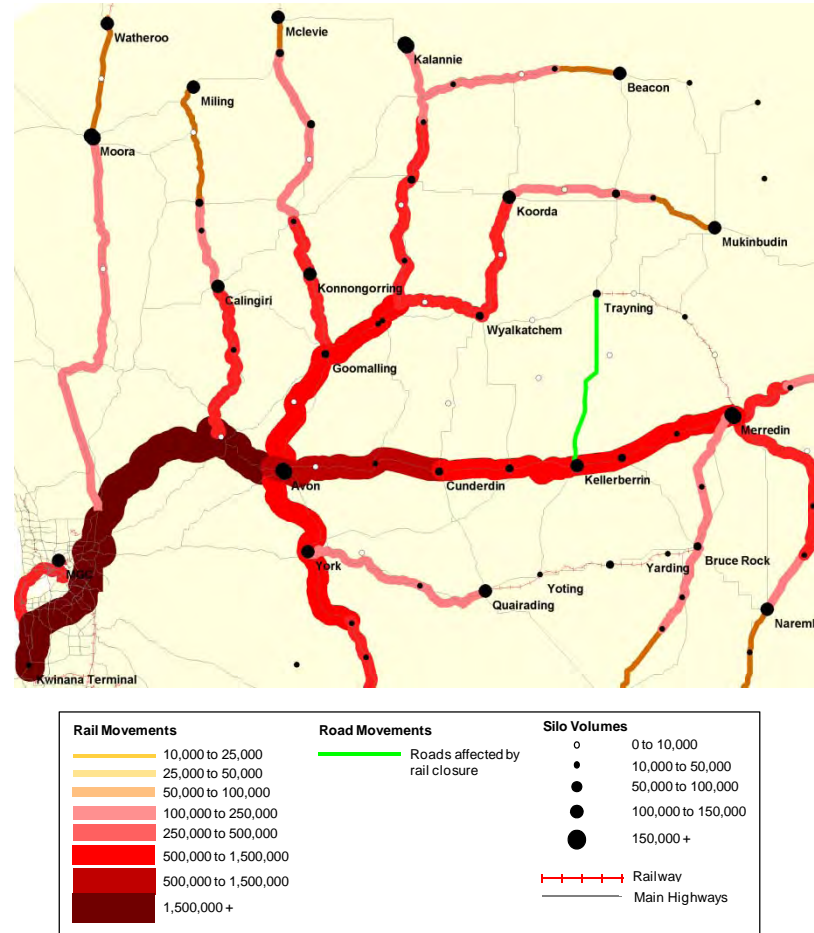 Watheroo
Mclevie
Kalannie
Beacon
Miling
Moora
Koorda
Mukinbudin
Calingiri
Konnongorring
Trayning
Wyalkatchem
Goomalling
Merredin
Avon
Cunderdin
Kellerberrin
York
Bruce Rock
Yarding
MGC
Yoting
Quairading
Naremb
Kwinana Terminal
Rail Movements
10,000 to 25,000
25,000 to 50,000
50,000 to 100,000
100,000 to 250,000
250,000 to 500,000
500,000 to 1,500,000
500,000 to 1,500,000
1,500,000 +
Road Movements
Roads affected by
rail closure
Silo Volumes
0 to 10,000
10,000 to 50,000
50,000 to 100,000
100,000 to 150,000
150,000 +
Railway
Main Highways